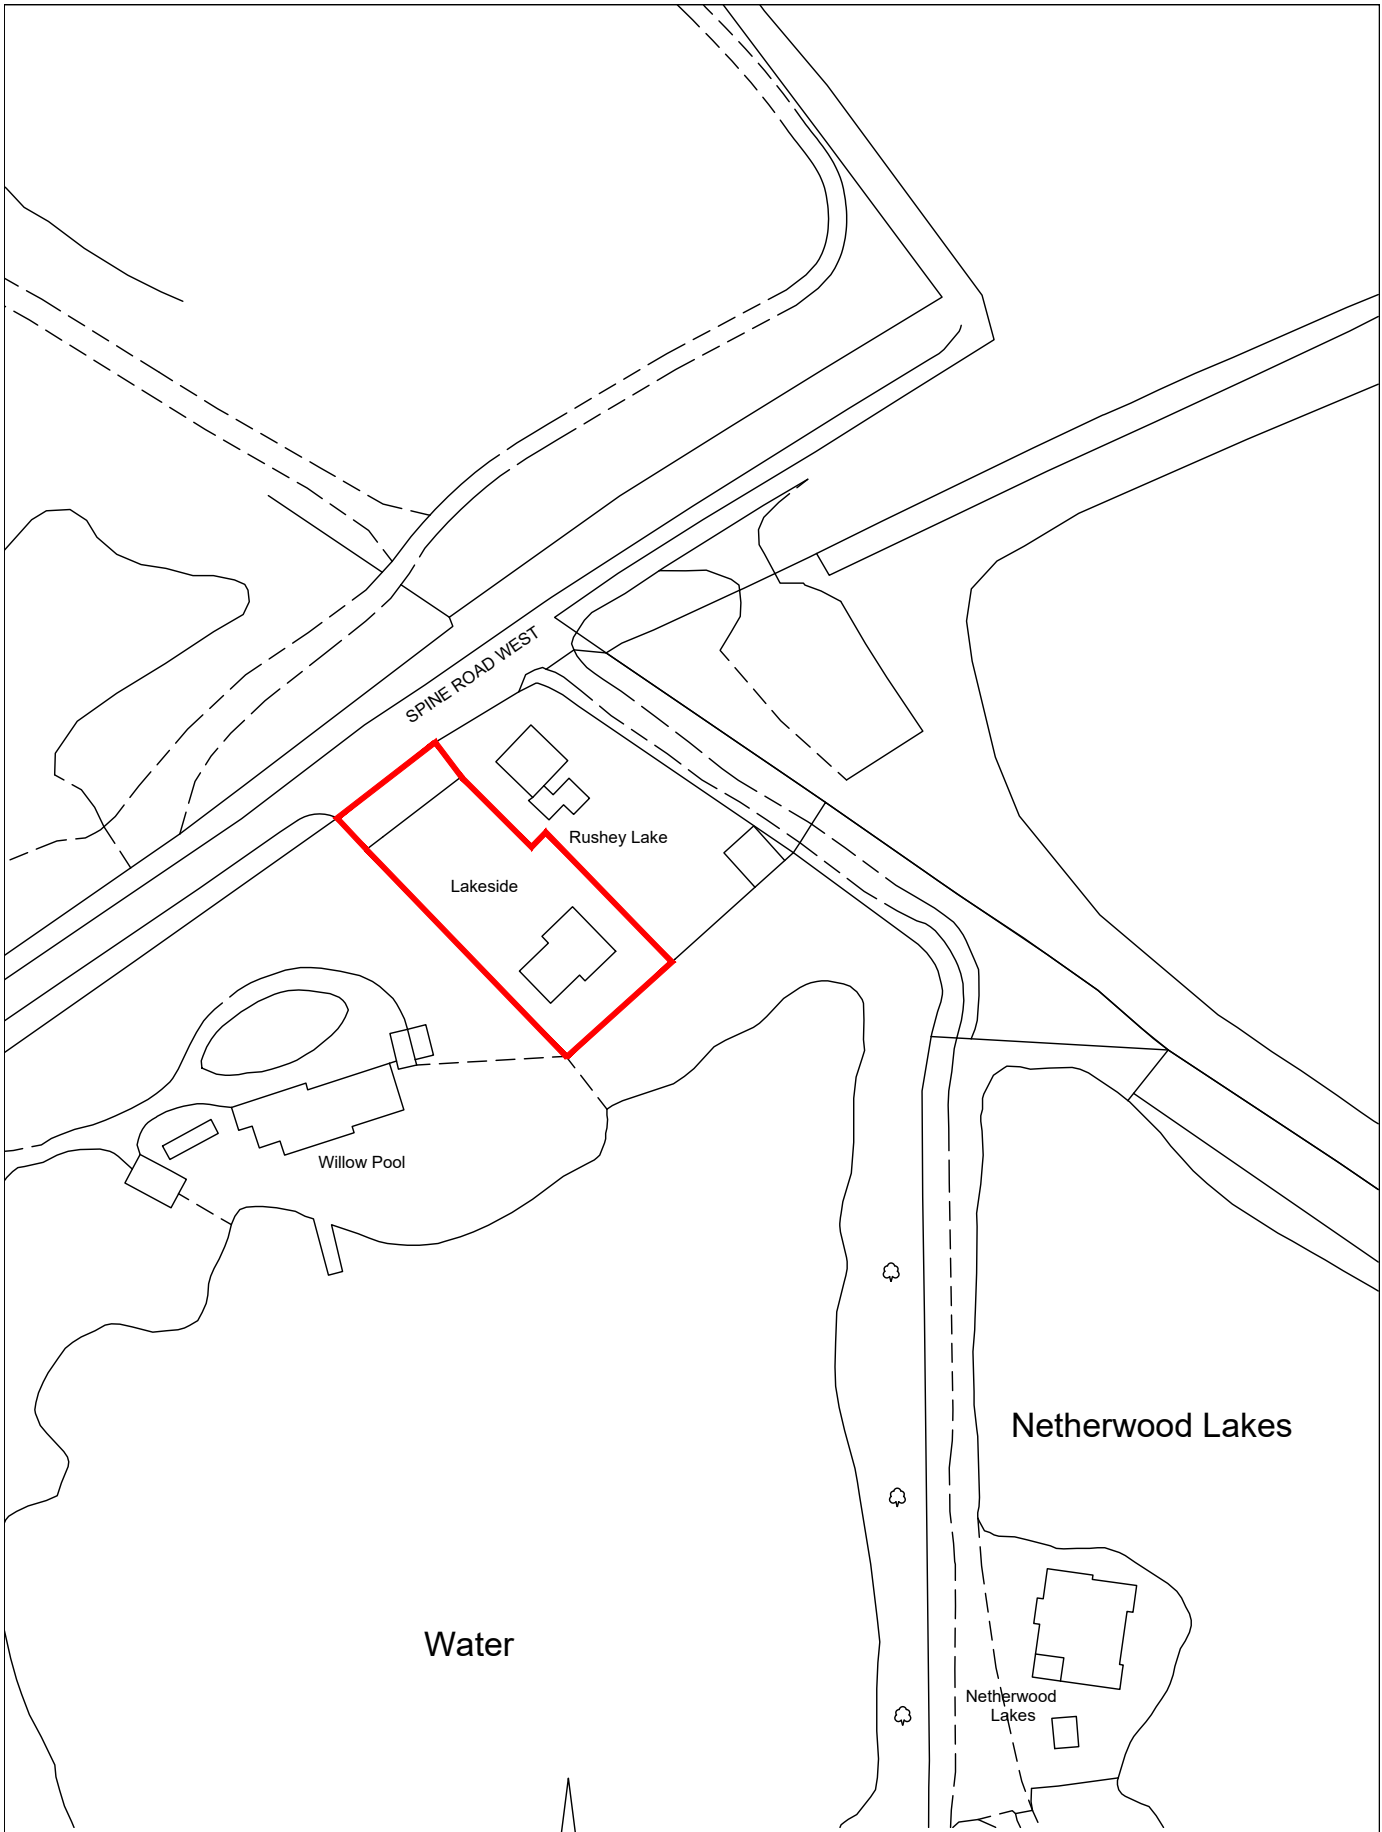 SPINE ROAD WEST
Rushey Lake
Lakeside
Willow Pool
Netherwood Lakes
Water
Netherwood
Lakes